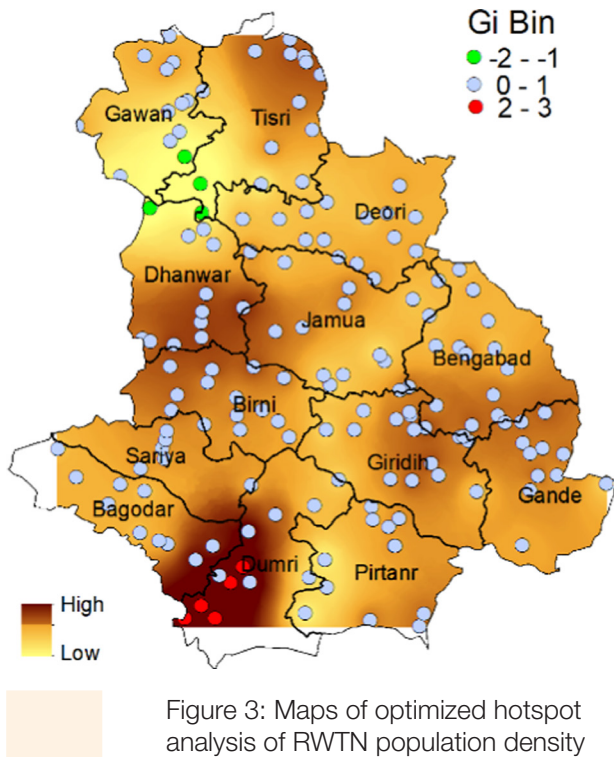 Gi Bin
-2 - -1
0 - 1
2 - 3
Gawan
Tisri
Deori
Dhanwar
Jamua
Bengabad
Birni
Sariya
Giridih
Gande
Bagodar
Dumri
Pirtanr
High
Low
Figure 3: Maps of optimized hotspot
analysis of RWTN population density